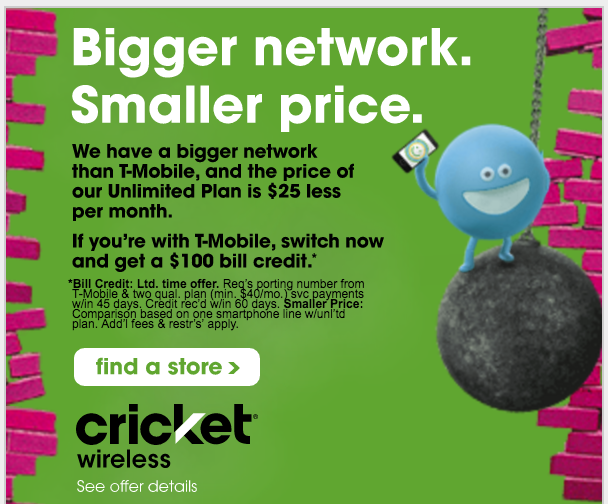 Bigger network.
Smaller price.
We have a bigger network
than T-Mobile, and the price of
our Unlimited Plan is $25 less
per month.
If you're with T-Mobile, switch now
and get a $100 bill credit.*
*Bill Credit: Ltd. time offer. Req's porting number from
T-Mobile & two qual. plan (min. $40/mo.) svc payments
w/in 45 days. Credit rec'd w/in 60 days. Smaller Price:
Comparison based on one smartphone line w/unl'td
plan. Add'l fees & restr's' apply.
find a store >
cricket®
wireless
See offer details